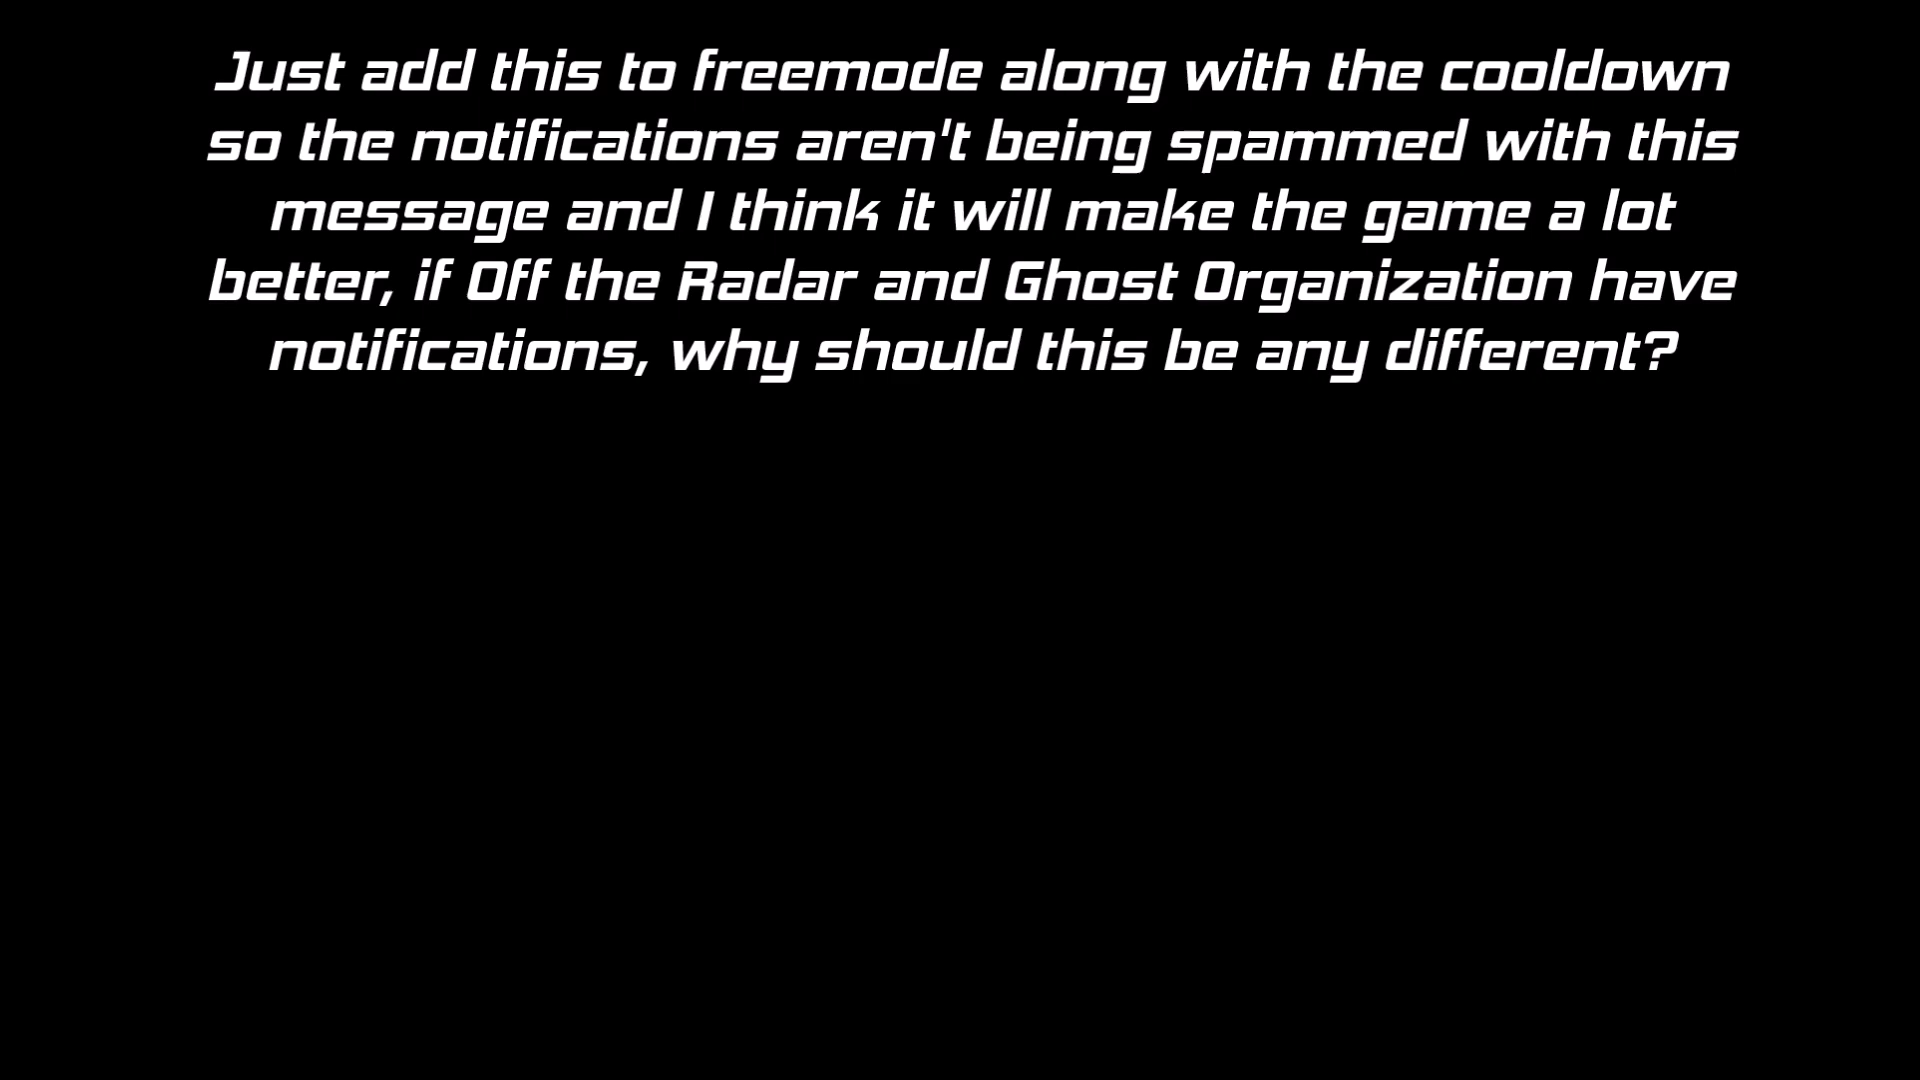 Just add this to freemode along with the cooldown
so the notifications aren't being spammed with this
message and I think it will make the game a lot
better, if Off the Radar and Ghost Organization have
notifications, why should this be any different?